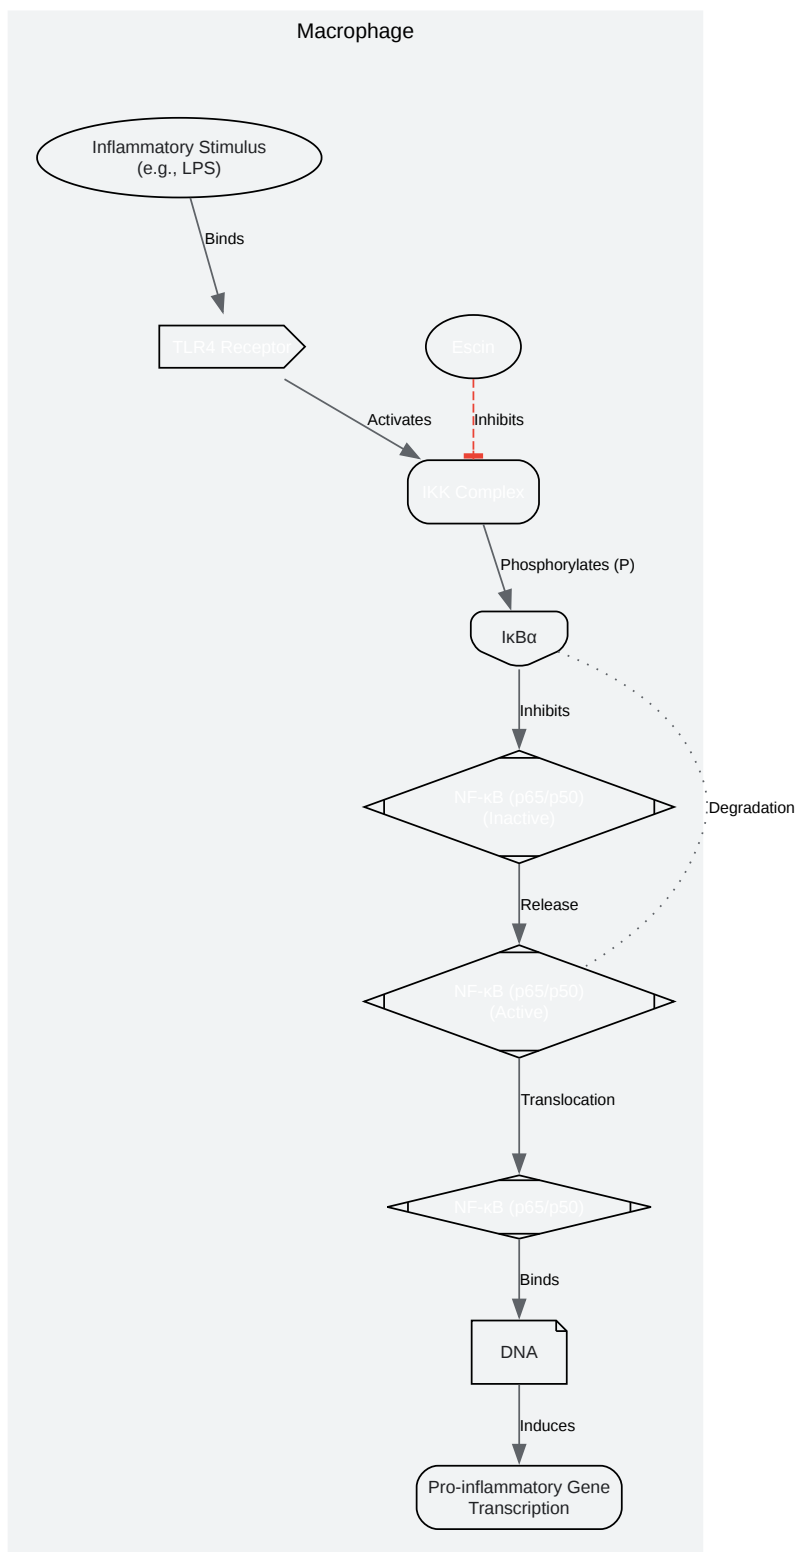 Macrophage
Inflammatory Stimulus
(e.g., LPS)
Binds
TLR4 Receptor
Escin
Activates
Inhibits
IKK Complex
Phosphorylates (P)
IκBα
Inhibits
NF-κB (p65/p50)
(Inactive)
Degradation
Release
NF-κB (p65/p50)
(Active)
Translocation
NF-κB (p65/p50)
Binds
DNA
Induces
Pro-inflammatory Gene
Transcription